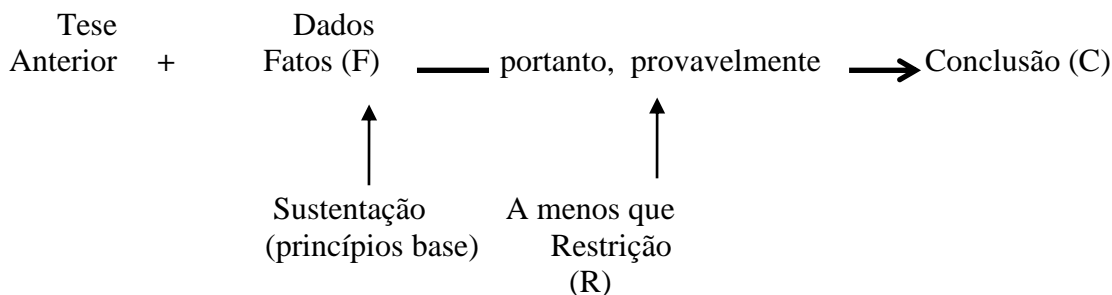 Tese Dados
Anterior + Fatos (F) portanto, provavelmente Conclusão (C)
Sustentação A menos que
(princípios base) Restrição
(R)